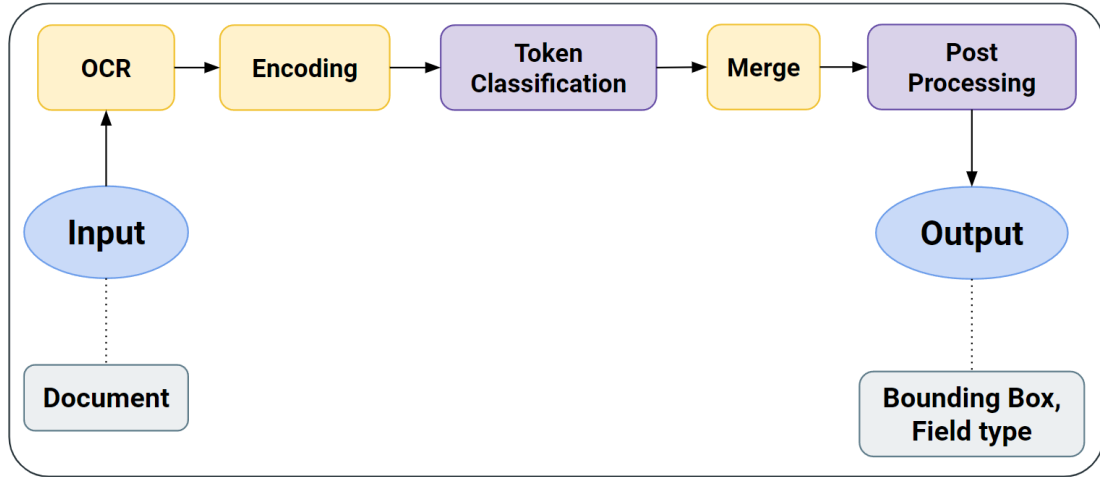 OCR
Encoding
Token
Classification
Merge
Post
Processing
Input
Output
Document
Bounding Box,
Field type